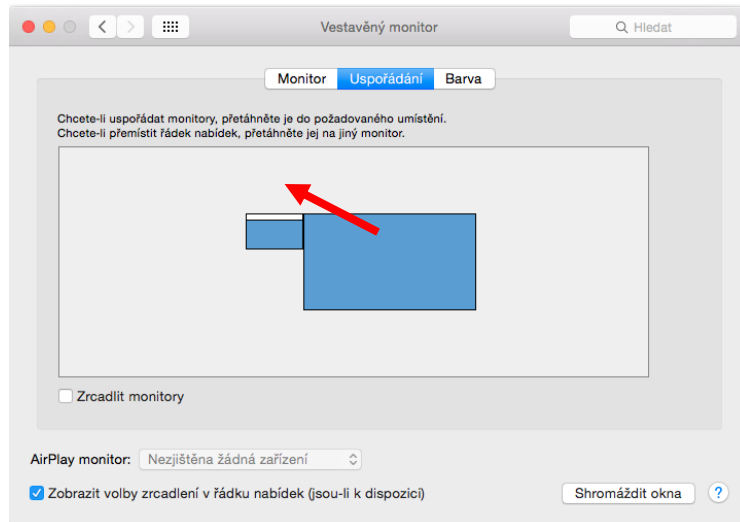 Vestavěný monitor
Hledat
Monitor Uspořádání Barva
Chcete-li uspořádat monitory, přetáhněte je do požadovaného umístění.
Chcete-li přemístit řádek nabídek, přetáhněte jej na jiný monitor.
Zrcadlit monitory
AirPlay monitor: Nezjištěna žádná zařízení
Zobrazit volby zrcadlení v řádku nabídek (jsou-li k dispozici)
Shromáždit okna ?